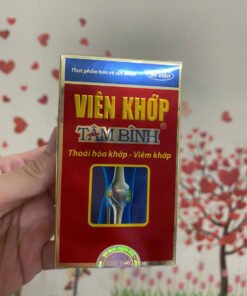 Thực phẩm bảo vệ sức khỏe
60 viên
VIÊN KHỚP
TÂM BÌNH®
Thoái hóa khớp - Viêm khớp